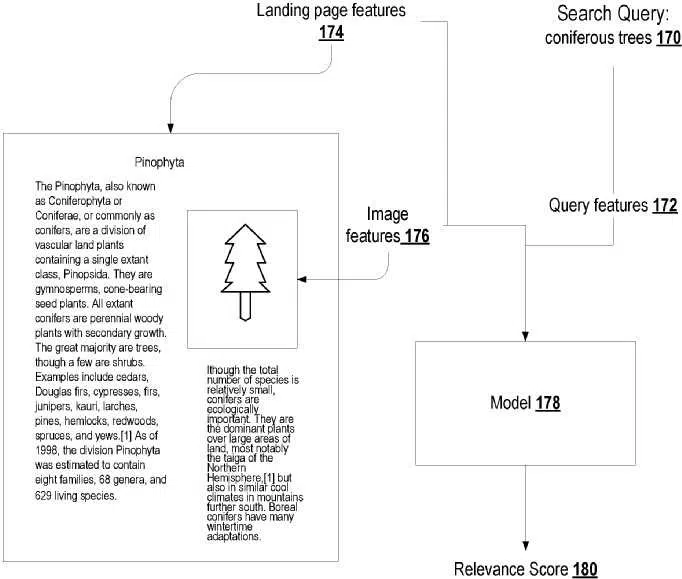 Landing page features
174
Search Query:
coniferous trees 170
Pinophyta
The Pinophyta, also known
as Coniferophyta or
Coniferae, or commonly as
conifers, are a division of
vascular land plants
containing a single extant
class, Pinopsida. They are
gymnosperms, cone-bearing
seed plants. All extant
conifers are perennial woody
plants with secondary growth.
The great majority are trees,
though a few are shrubs.
Examples include cedars,
Douglas firs, cypresses, firs,
junipers, kauri, larches,
pines, hemlocks, redwoods,
spruces, and yews.[1] As of
1998, the division Pinophyta
was estimated to contain
eight families, 68 genera, and
629 living species.
lthough the total
number of species is
relatively small,
conifers are
ecologically
important. They are
the dominant plants
over large areas of
land, most notably
the taiga of the
Northern
Hemisphere,[1] but
also in similar cool
climates in mountains
further south. Boreal
conifers have many
wintertime
adaptations.
Image
features 176
Query features 172
Model 178
Relevance Score 180